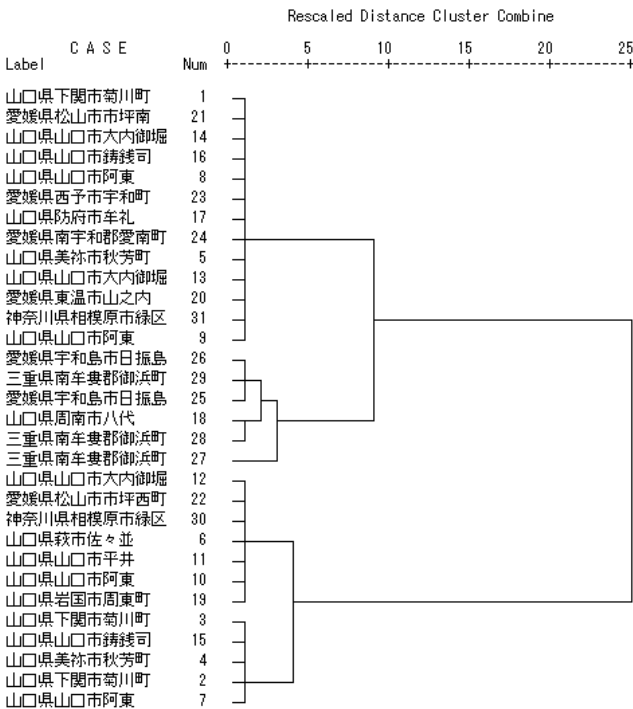 Rescaled Distance Cluster Combine
C A S E 0 5 10 15 20 25
Label Num
山口県下関市菊川町 1
愛媛県松山市市坪南 21
山口県山口市大内御堀 14
山口県山口市鋳銭司 16
山口県山口市阿東 8
愛媛県西予市宇和町 23
山口県防府市牟礼 17
愛媛県南宇和郡愛南町 24
山口県美祢市秋芳町 5
山口県山口市大内御堀 13
愛媛県東温市山之内 20
神奈川県相模原市緑区 31
山口県山口市阿東 9
愛媛県宇和島市日振島 26
三重県南牟婁郡御浜町 29
愛媛県宇和島市日振島 25
山口県周南市八代 18
三重県南牟婁郡御浜町 28
三重県南牟婁郡御浜町 27
山口県山口市大内御堀 12
愛媛県松山市市坪西町 22
神奈川県相模原市緑区 30
山口県萩市佐々並 6
山口県山口市平井 11
山口県山口市阿東 10
山口県岩国市周東町 19
山口県下関市菊川町 3
山口県山口市鋳銭司 15
山口県美祢市秋芳町 4
山口県下関市菊川町 2
山口県山口市阿東 7